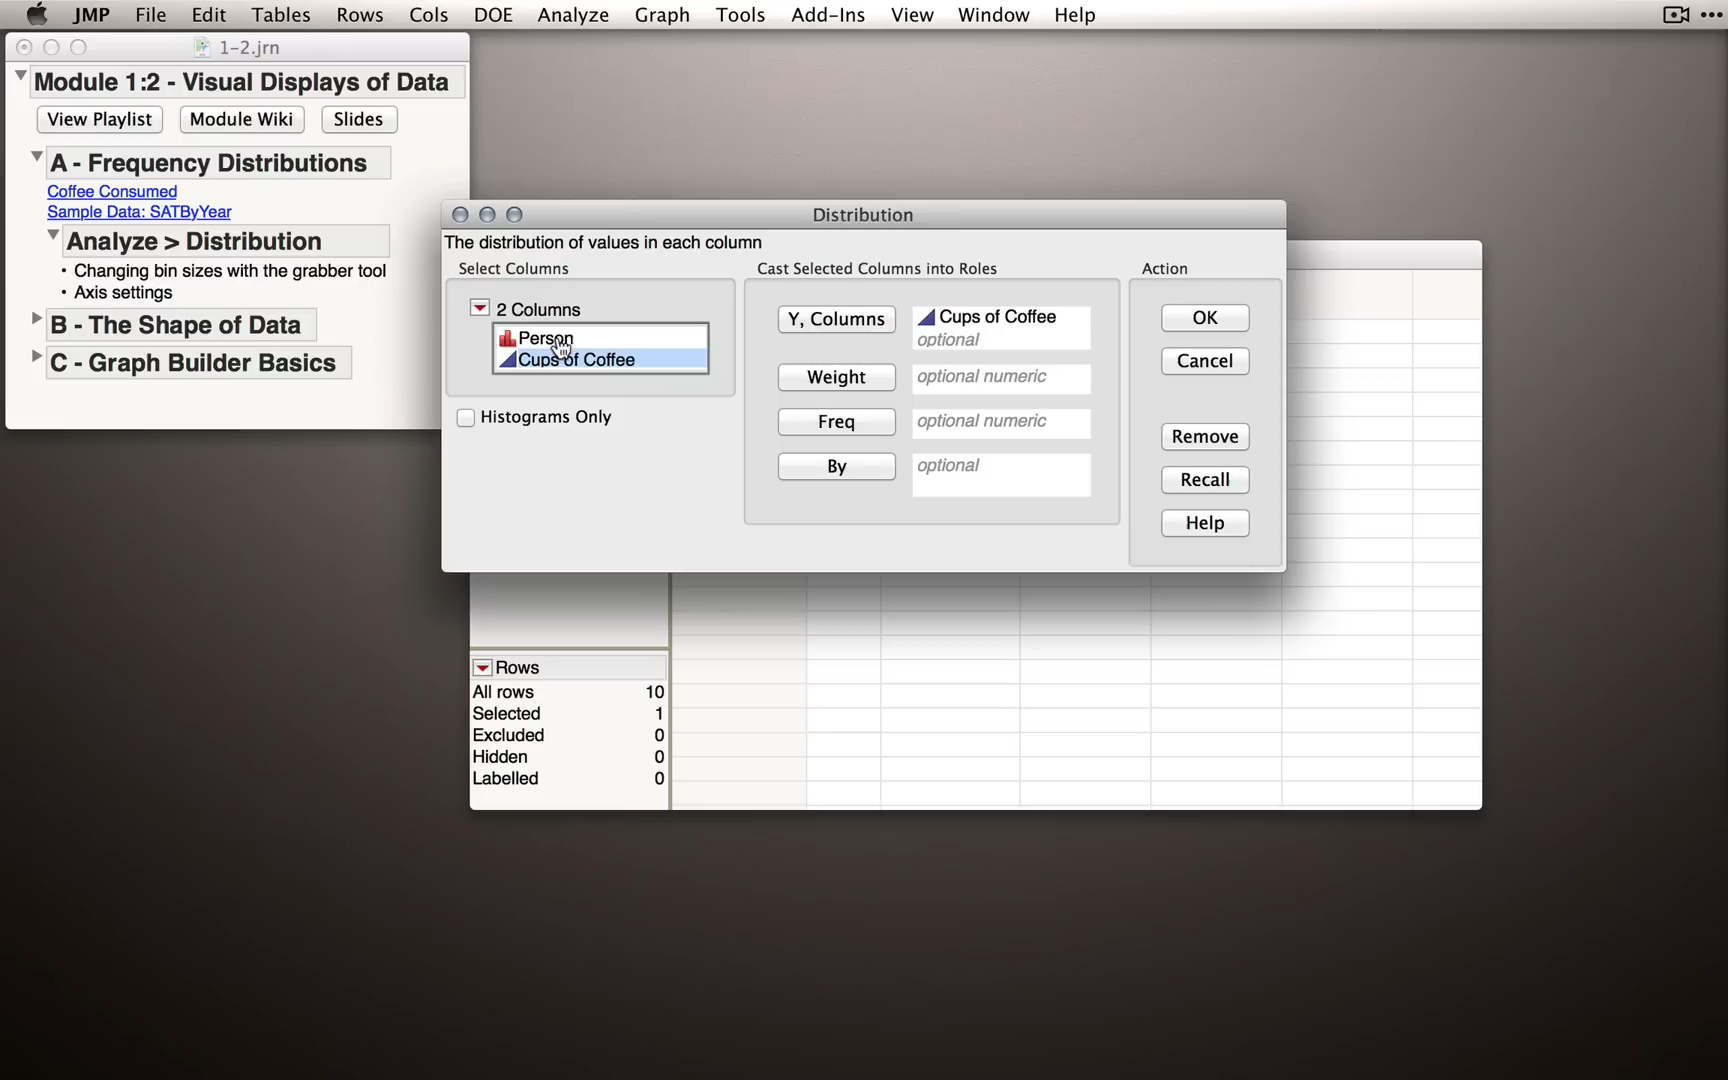 JMP File Edit Tables Rows Cols DOE Analyze Graph Tools Add-Ins View Window Help
1-2.jrn
Module 1:2 - Visual Displays of Data
View Playlist Module Wiki Slides
A - Frequency Distributions
Coffee Consumed
Sample Data: SATByYear
Analyze > Distribution
• Changing bin sizes with the grabber tool
• Axis settings
B - The Shape of Data
C - Graph Builder Basics
Distribution
The distribution of values in each column
Select Columns
2 Columns
Person
Cups of Coffee
Histograms Only
Cast Selected Columns into Roles
Y, Columns Cups of Coffee
optional
Weight optional numeric
Freq optional numeric
By optional
Action
OK
Cancel
Remove
Recall
Help
Rows
All rows 10
Selected 1
Excluded 0
Hidden 0
Labelled 0